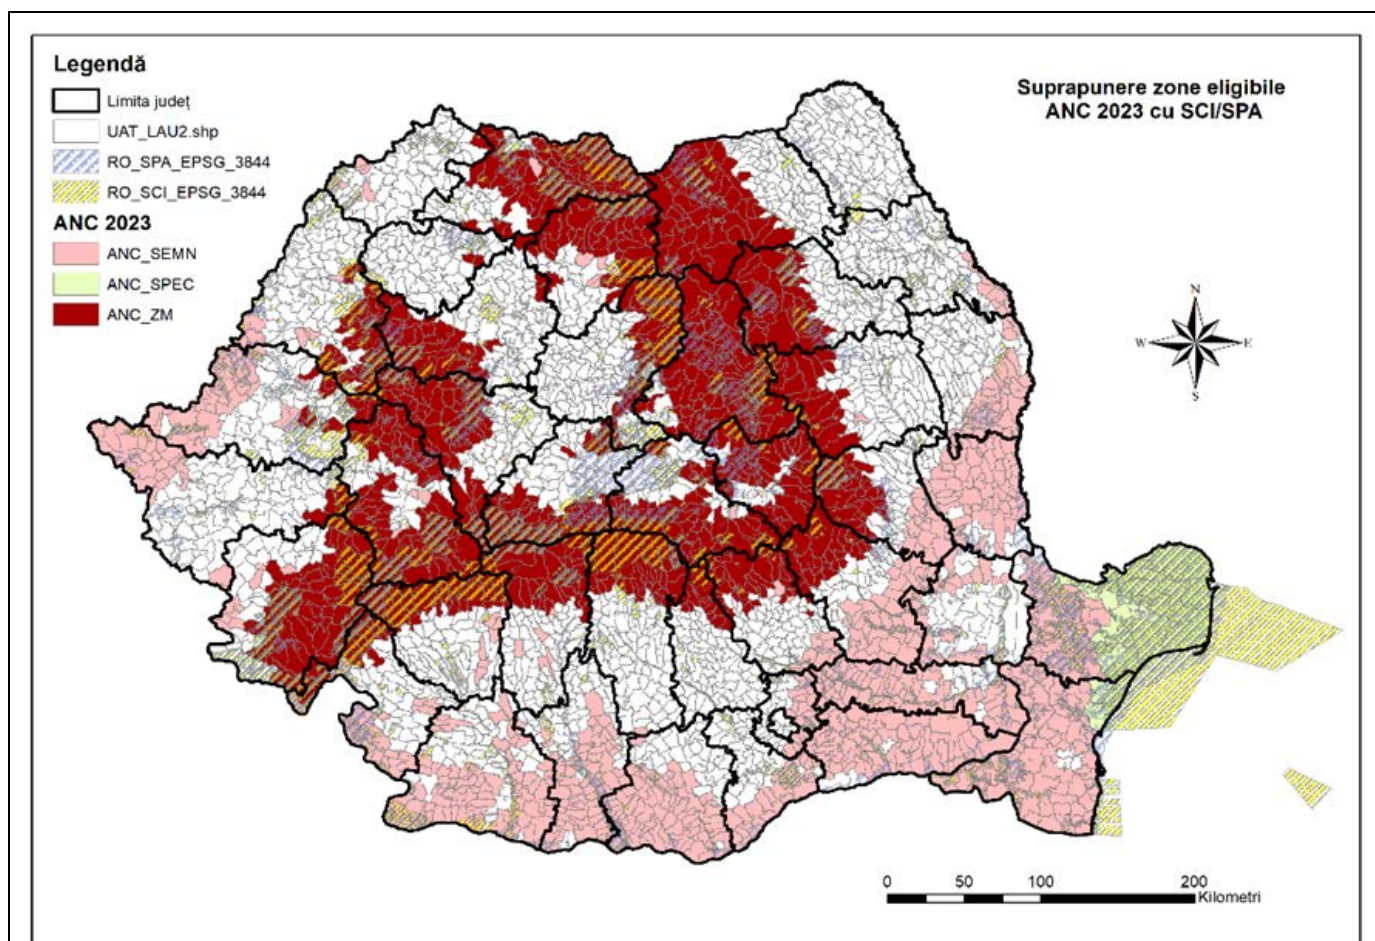 Legendă
Limita județ
UAT_LAU2.shp
RO_SPA_EPSG_3844
RO_SCI_EPSG_3844
ANC 2023
ANC_SEMN
ANC_SPEC
ANC_ZM
Suprapunere zone eligibile
ANC 2023 cu SCI/SPA
N
W E
S
0 50 100 200
Kilometri